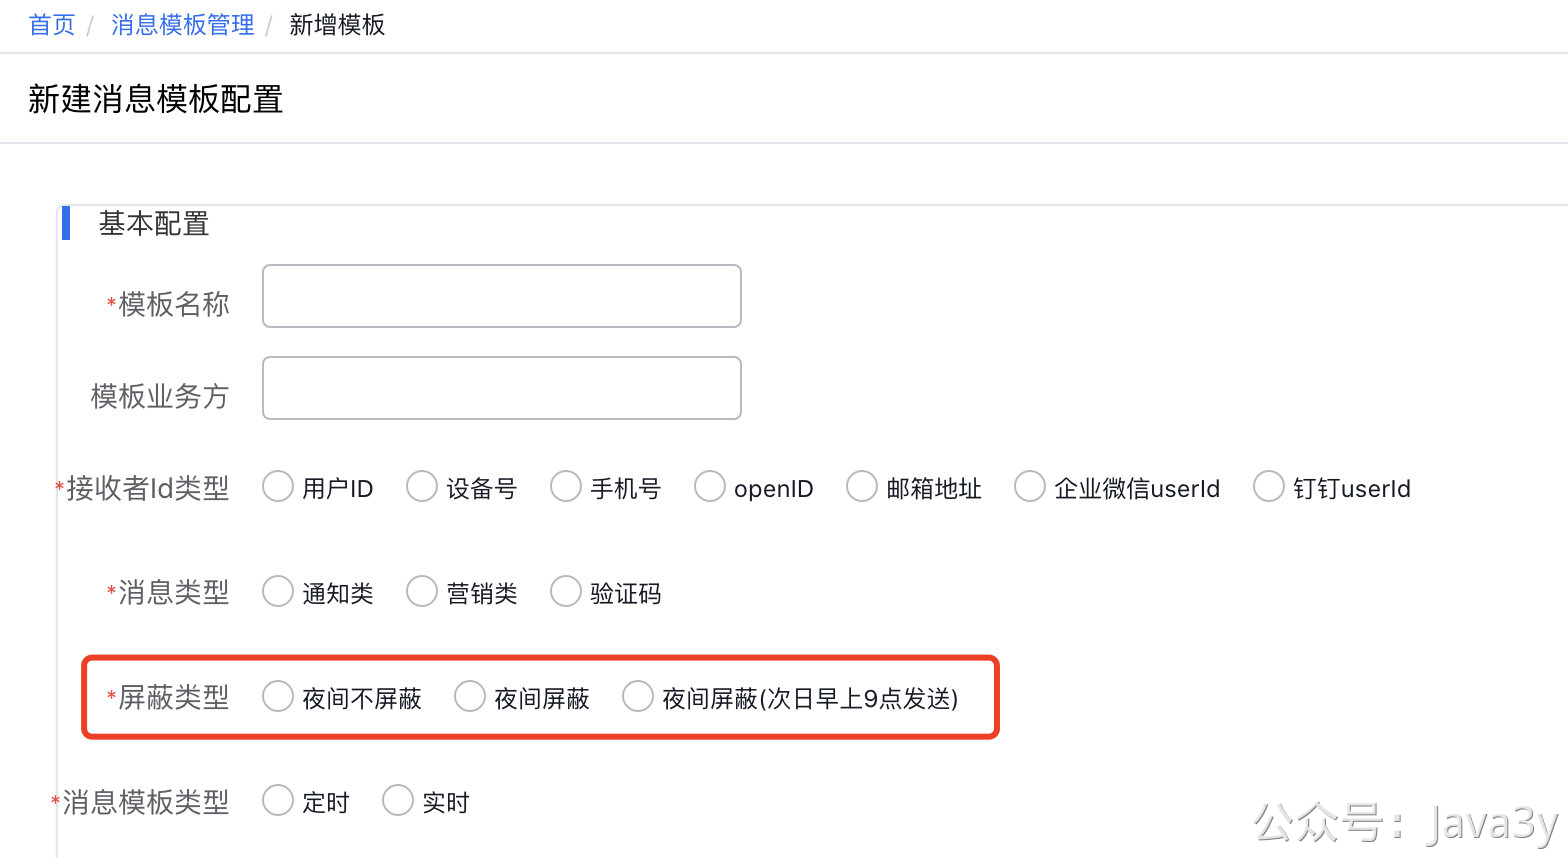 首页 / 消息模板管理 / 新增模板
新建消息模板配置
基本配置
*模板名称
模板业务方
*接收者Id类型 用户ID 设备号 手机号 openID 邮箱地址 企业微信userId 钉钉userId
*消息类型 通知类 营销类 验证码
*屏蔽类型 夜间不屏蔽 夜间屏蔽 夜间屏蔽(次日早上9点发送)
*消息模板类型 定时 实时
公众号：Java3y